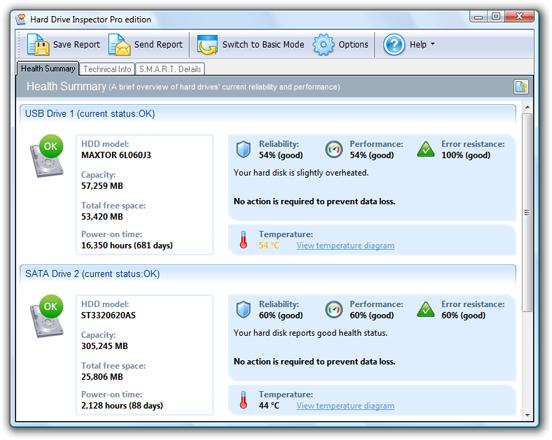 Hard Drive Inspector Pro edition
Save Report Send Report Switch to Basic Mode Options Help
Health Summary Technical Info S.M.A.R.T. Details
Health Summary (A brief overview of hard drives' current reliability and performance)
USB Drive 1 (current status:OK)
OK
HDD model:
MAXTOR 6L060J3
Capacity:
57,259 MB
Total free space:
53,420 MB
Power-on time:
16,350 hours (681 days)
Reliability: Performance: Error resistance:
54% (good) 54% (good) 100% (good)
Your hard disk is slightly overheated.
No action is required to prevent data loss.
Temperature:
54 °C View temperature diagram
SATA Drive 2 (current status:OK)
OK
HDD model:
ST3320620AS
Capacity:
305,245 MB
Total free space:
25,806 MB
Power-on time:
2,128 hours (88 days)
Reliability: Performance: Error resistance:
60% (good) 60% (good) 60% (good)
Your hard disk reports good health status.
No action is required to prevent data loss.
Temperature:
44 °C View temperature diagram